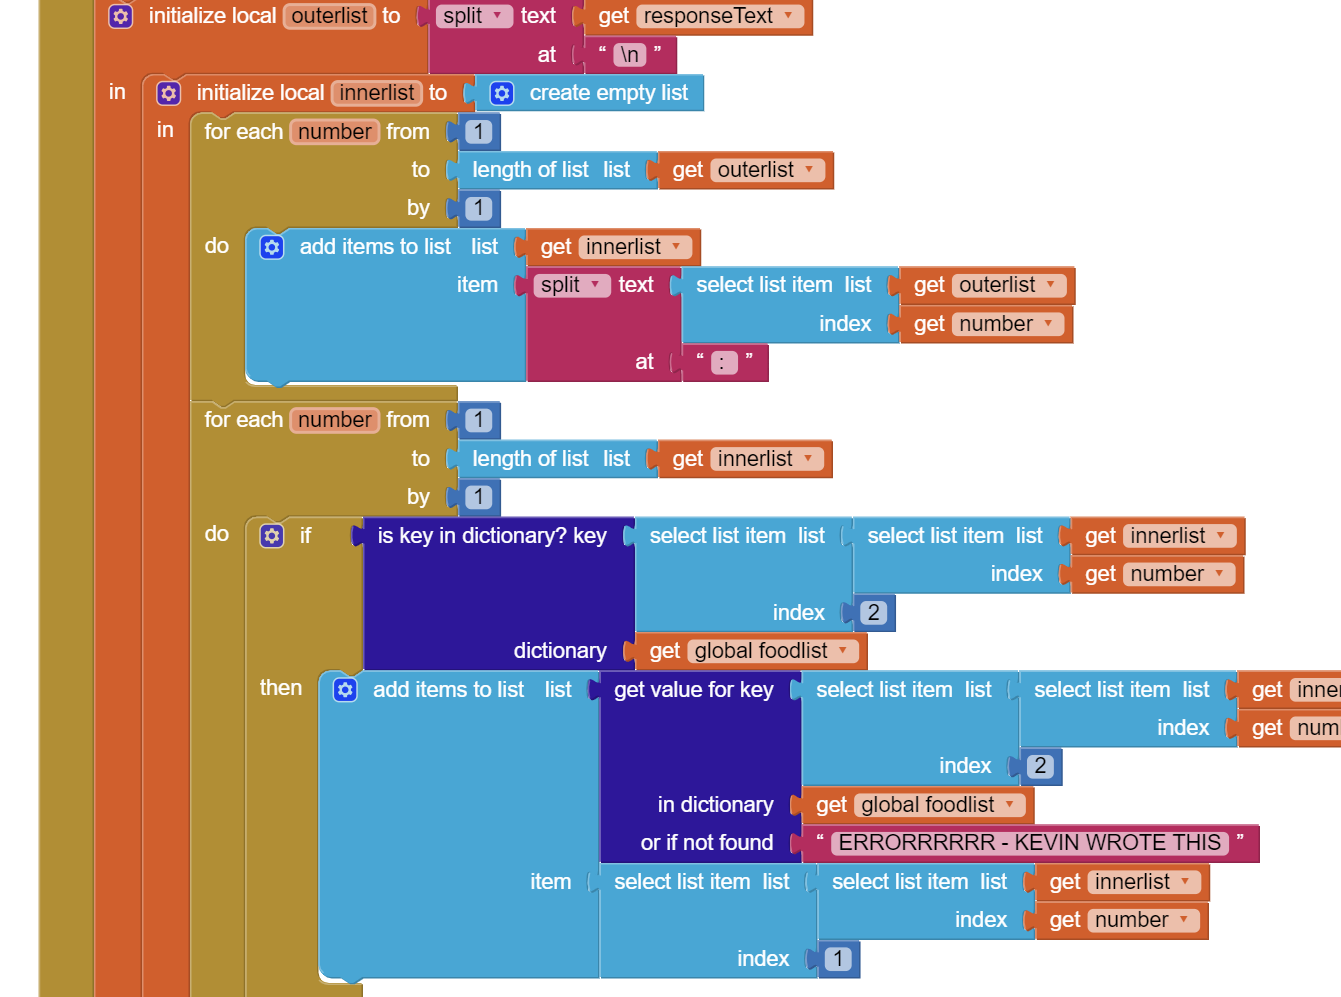 initialize local outerlist to split text get responseText
at “ \n ”
in initialize local innerlist to create empty list
in for each number from 1
to length of list list get outerlist
by 1
do add items to list list get innerlist
item split text select list item list get outerlist
index get number
at “ : ”
for each number from 1
to length of list list get innerlist
by 1
do if is key in dictionary? key select list item list select list item list get innerlist
index get number
index 2
dictionary get global foodlist
then add items to list list get value for key select list item list select list item list get inner
index get num
index 2
in dictionary get global foodlist
or if not found “ ERRORRRRRR - KEVIN WROTE THIS ”
item select list item list select list item list get innerlist
index get number
index 1